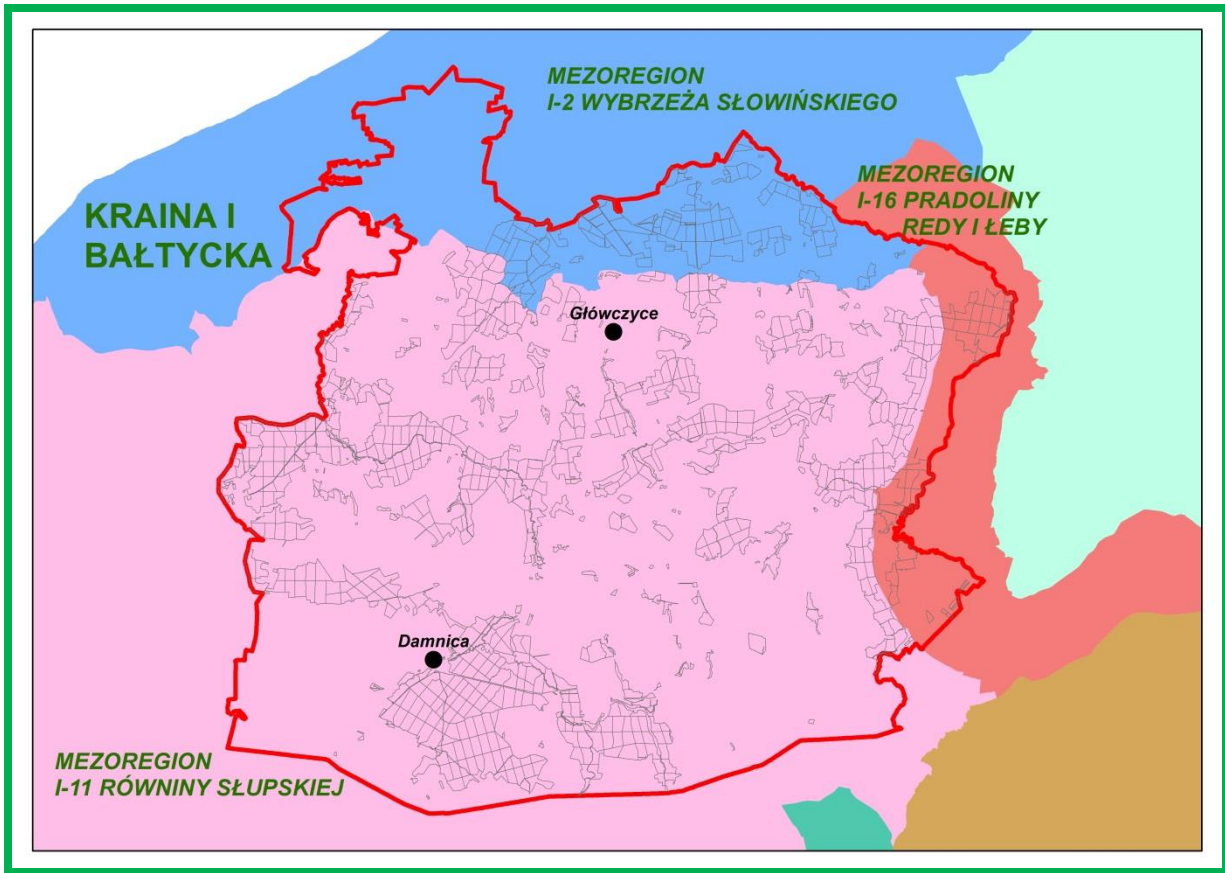 MEZOREGION
I-2 WYBRZEŻA SŁOWIŃSKIEGO
MEZOREGION
I-16 PRADOLINY
REDY I ŁEBY
KRAINA I
BAŁTYCKA
Główczyce
Damnica
MEZOREGION
I-11 RÓWNINY SŁUPSKIEJ